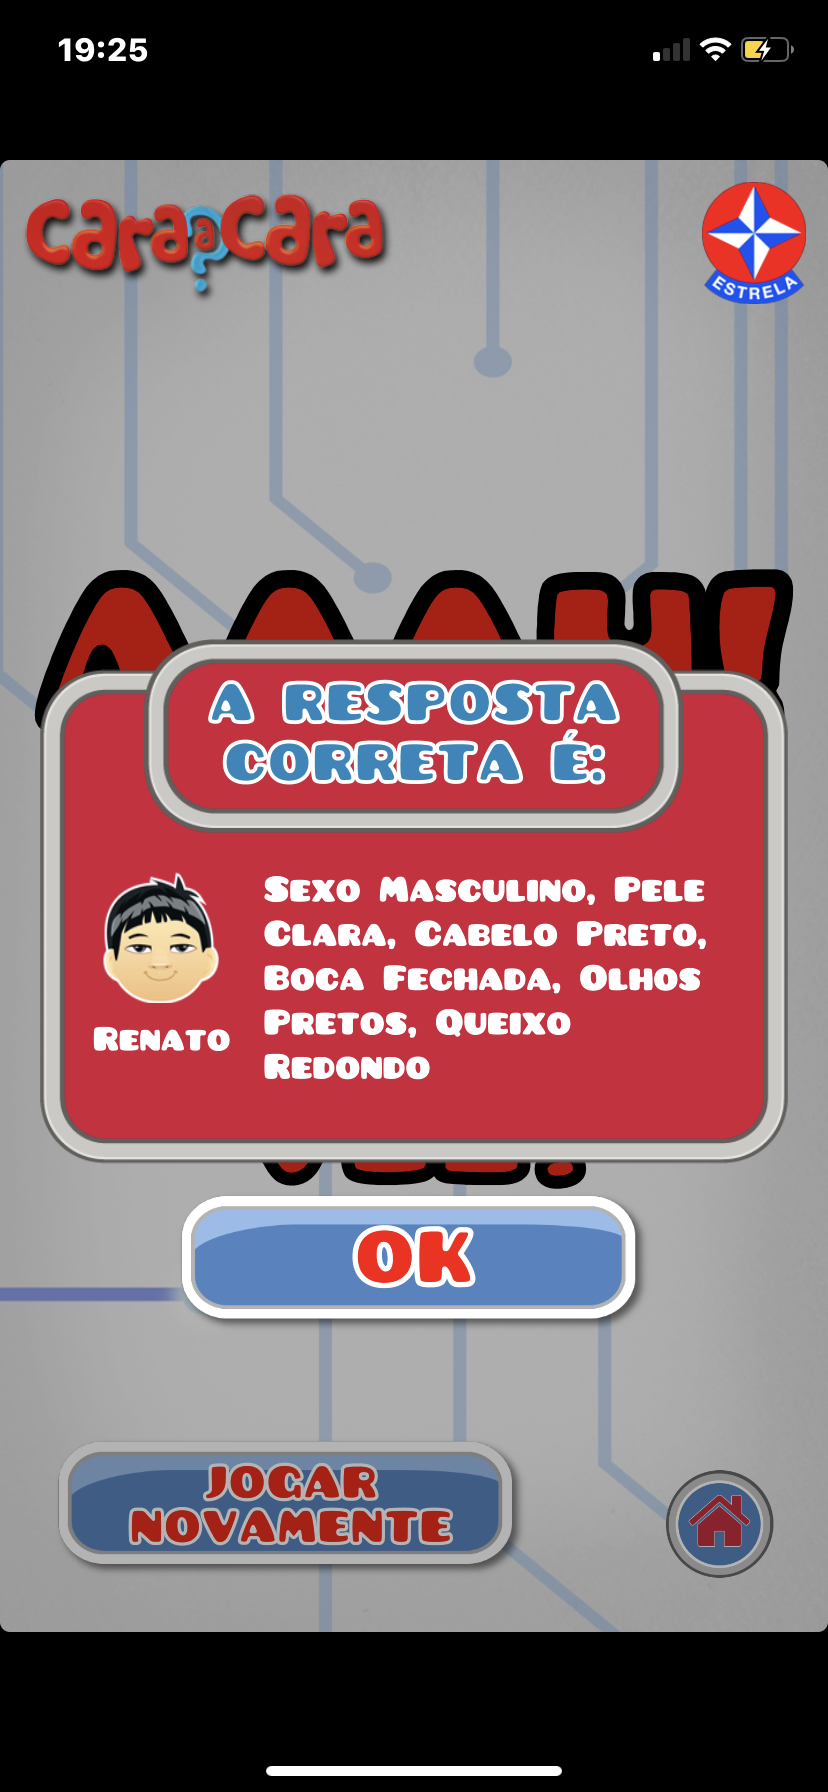 19:25
Cara a Cara
ESTRELA
A RESPOSTA
CORRETA É:
Sexo Masculino, Pele
Clara, Cabelo Preto,
Boca Fechada, Olhos
Pretos, Queixo
Redondo
Renato
OK
JOGAR
NOVAMENTE